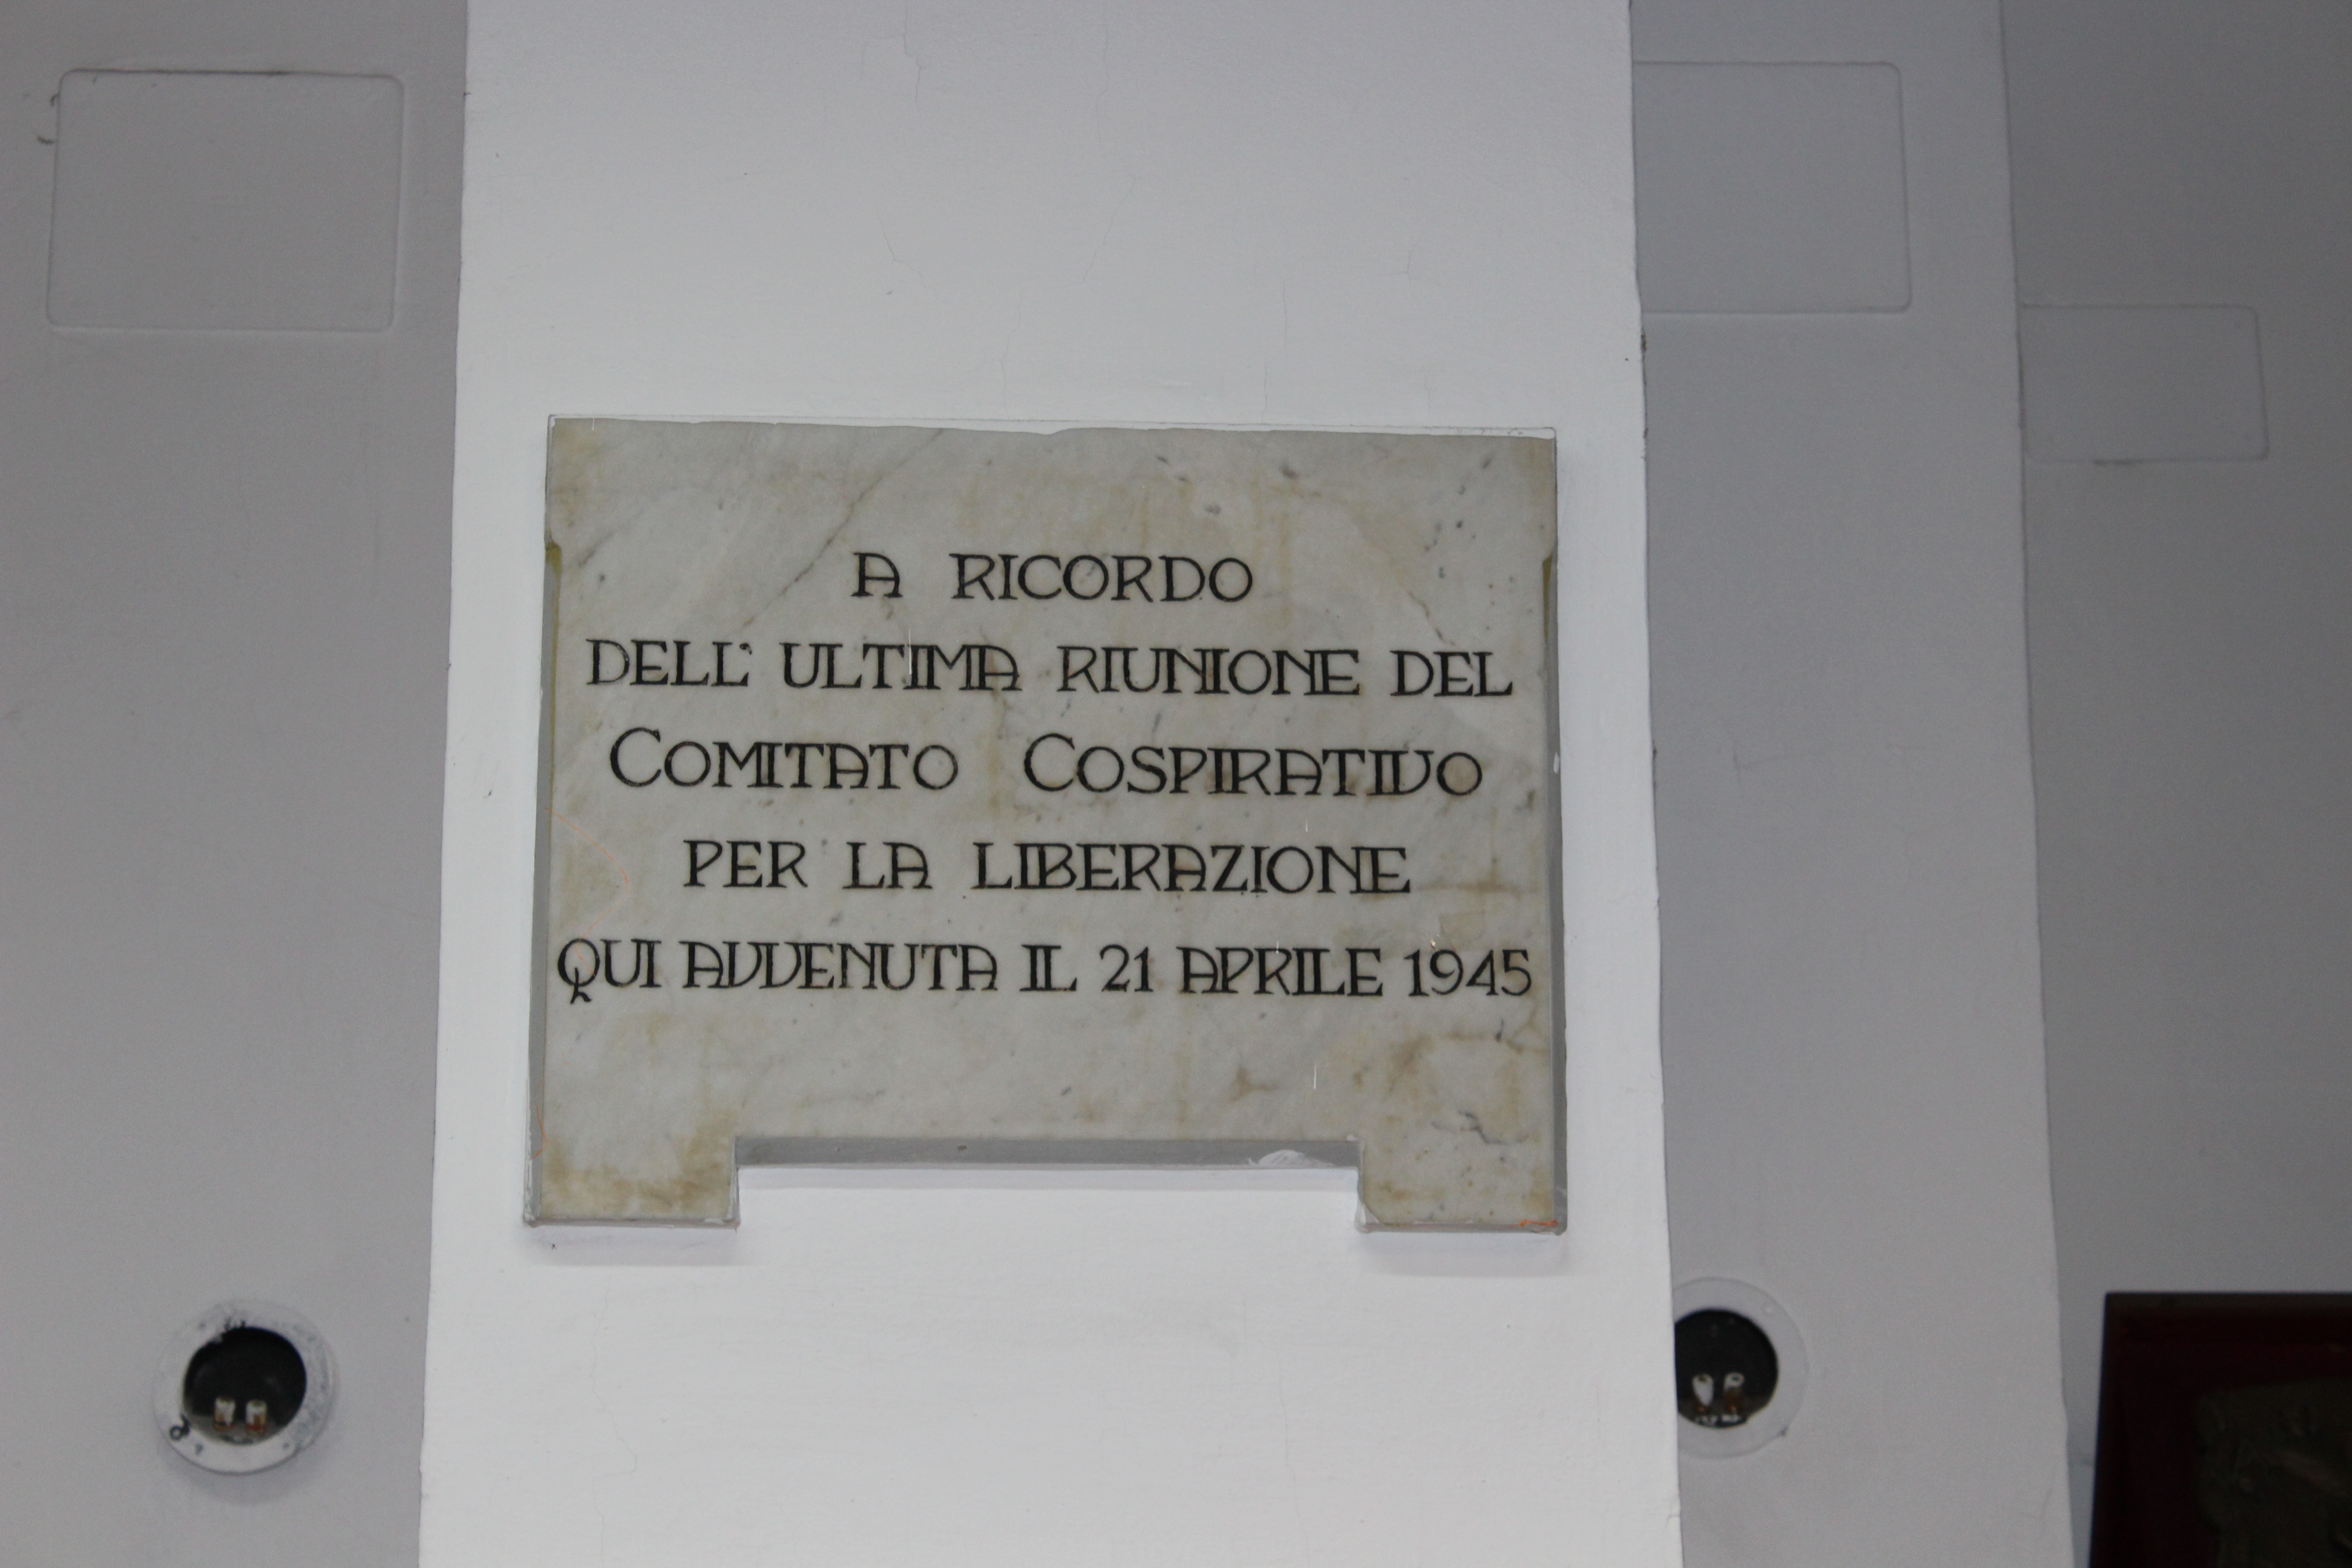 A RICORDO
DELL' ULTIMA RIUNIONE DEL
COMITATO COSPIRATIVO
PER LA LIBERAZIONE
QUI AVVENUTA IL 21 APRILE 1945